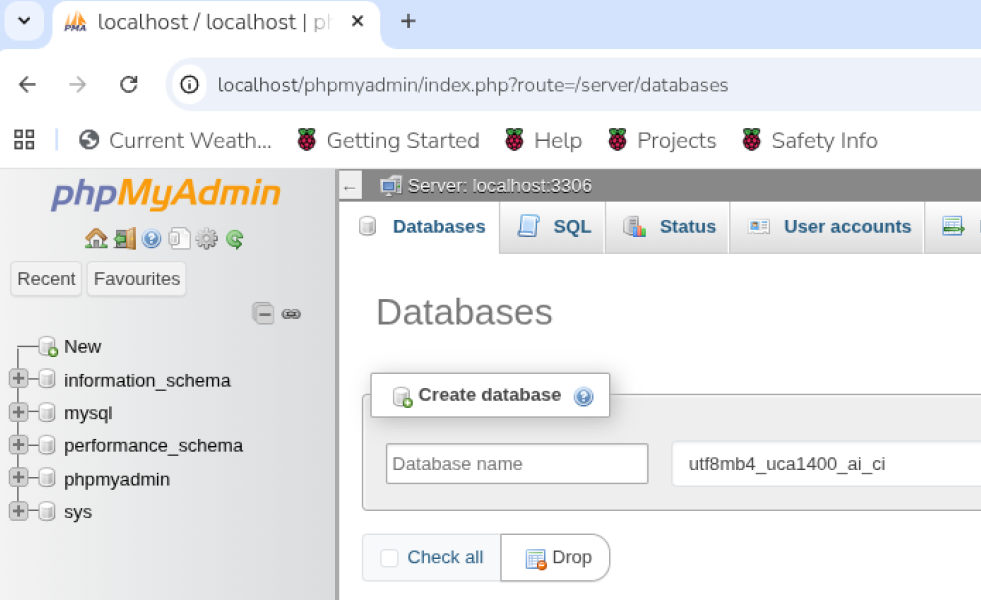 PMA localhost / localhost | ph
localhost/phpmyadmin/index.php?route=/server/databases
Current Weath... Getting Started Help Projects Safety Info
phpMyAdmin
Recent Favourites
New
information_schema
mysql
performance_schema
phpmyadmin
sys
Server: localhost:3306
Databases SQL Status User accounts
Databases
Create database
Database name utf8mb4_uca1400_ai_ci
Check all Drop